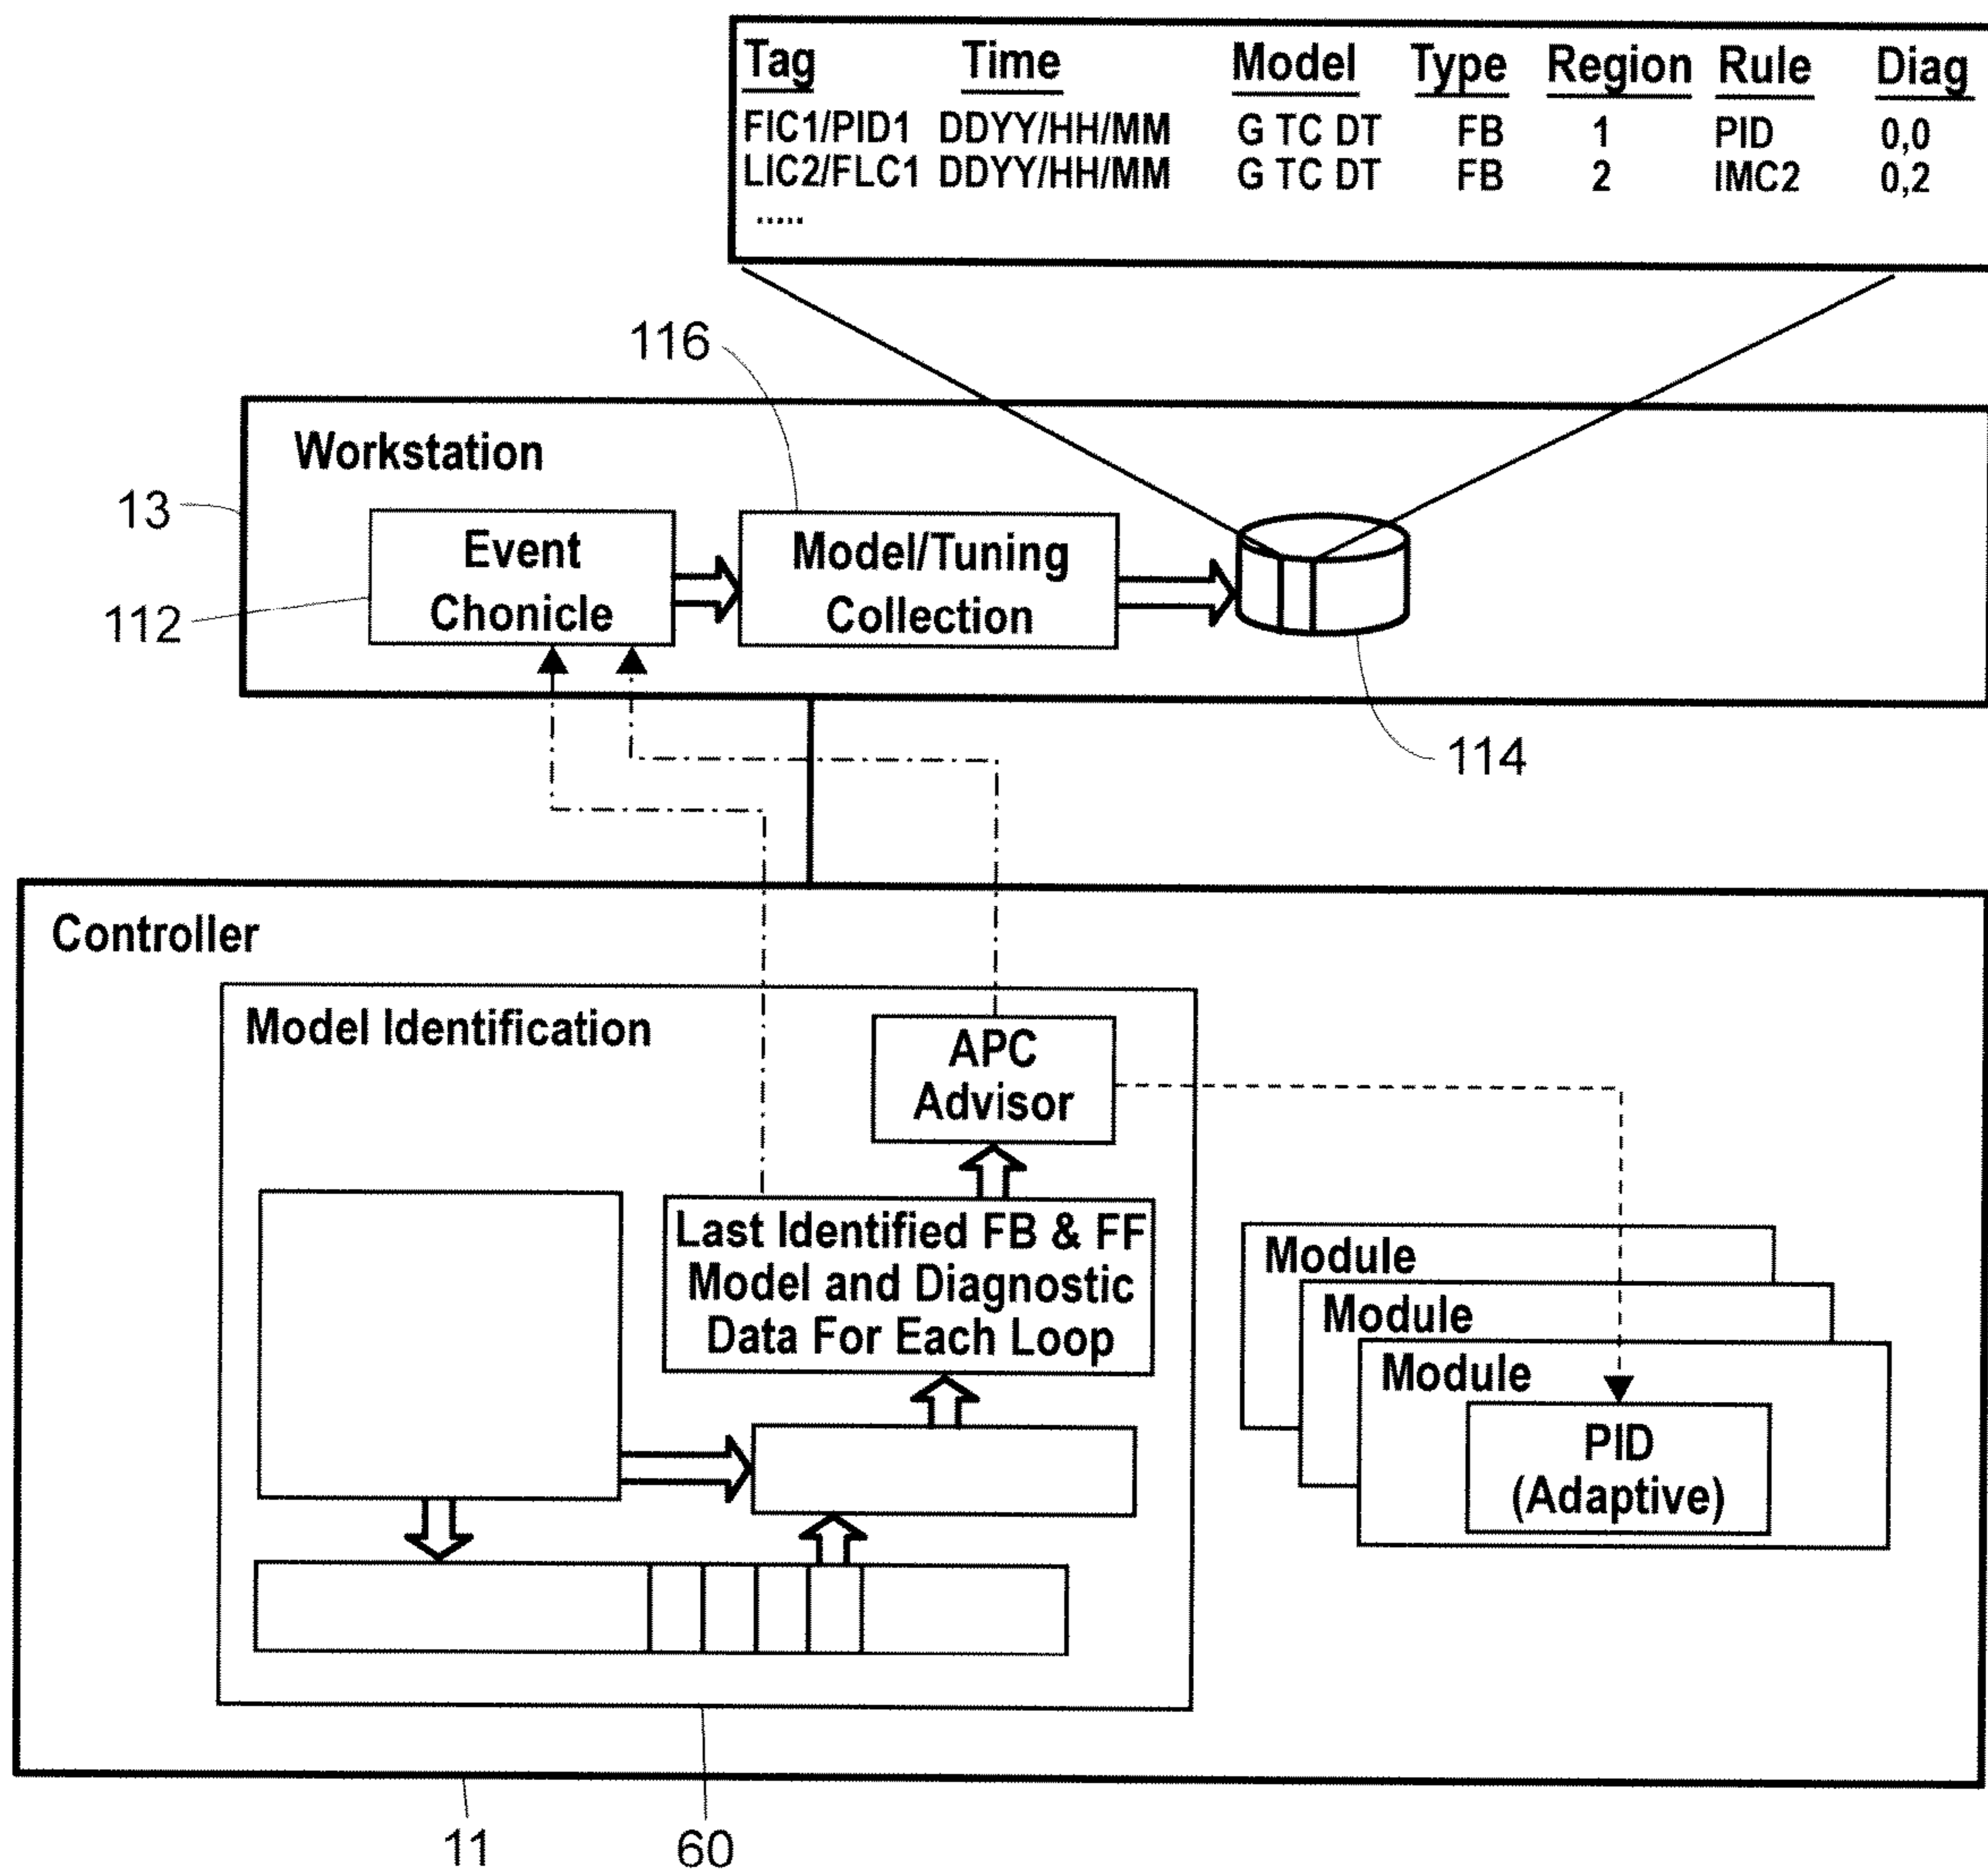 Tag Time Model Type Region Rule Diag
FIC1/PID1 DDYY/HH/MM G TC DT FB 1 PID 0,0
LIC2/FLC1 DDYY/HH/MM G TC DT FB 2 IMC2 0,2
.....
116
Workstation
13
Event
Chonicle
Model/Tuning
Collection
112
114
Controller
Model Identification
APC
Advisor
Last Identified FB & FF
Model and Diagnostic
Data For Each Loop
Module
Module
Module
PID
(Adaptive)
11
60